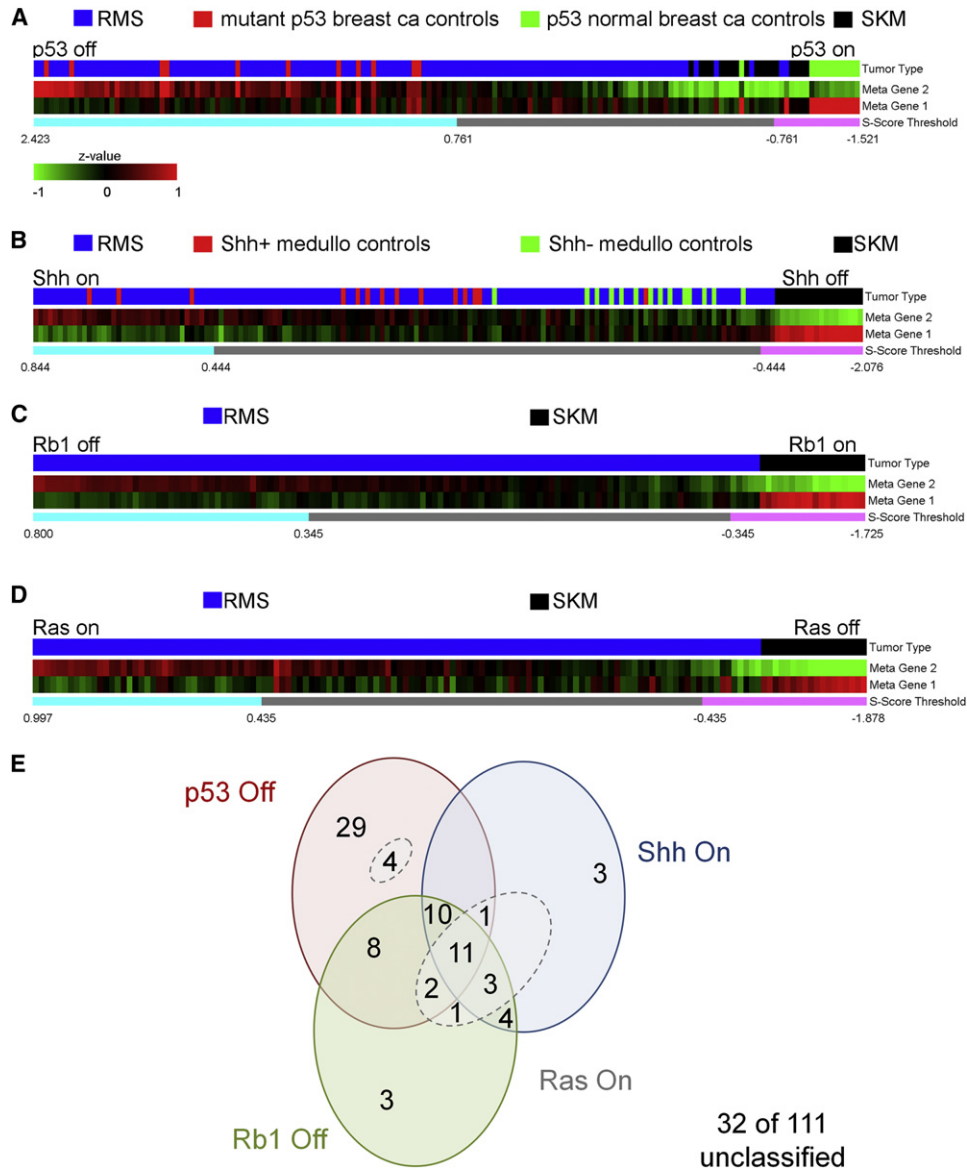 A
RMS mutant p53 breast ca controls p53 normal breast ca controls SKM
p53 off p53 on
Tumor Type
Meta Gene 2
Meta Gene 1
S-Score Threshold
2.423 0.761 -0.761 -1.521
z-value
-1 0 1
B
RMS Shh+ medullo controls Shh- medullo controls SKM
Shh on Shh off
Tumor Type
Meta Gene 2
Meta Gene 1
S-Score Threshold
0.844 0.444 -0.444 -2.076
C
RMS SKM
Rb1 off Rb1 on
Tumor Type
Meta Gene 2
Meta Gene 1
S-Score Threshold
0.800 0.345 -0.345 -1.725
D
RMS SKM
Ras on Ras off
Tumor Type
Meta Gene 2
Meta Gene 1
S-Score Threshold
0.997 0.435 -0.435 -1.878
E
p53 Off
Shh On
29
4
3
10 1
8 11
2 3
1 4
Ras On
3
Rb1 Off
32 of 111
unclassified